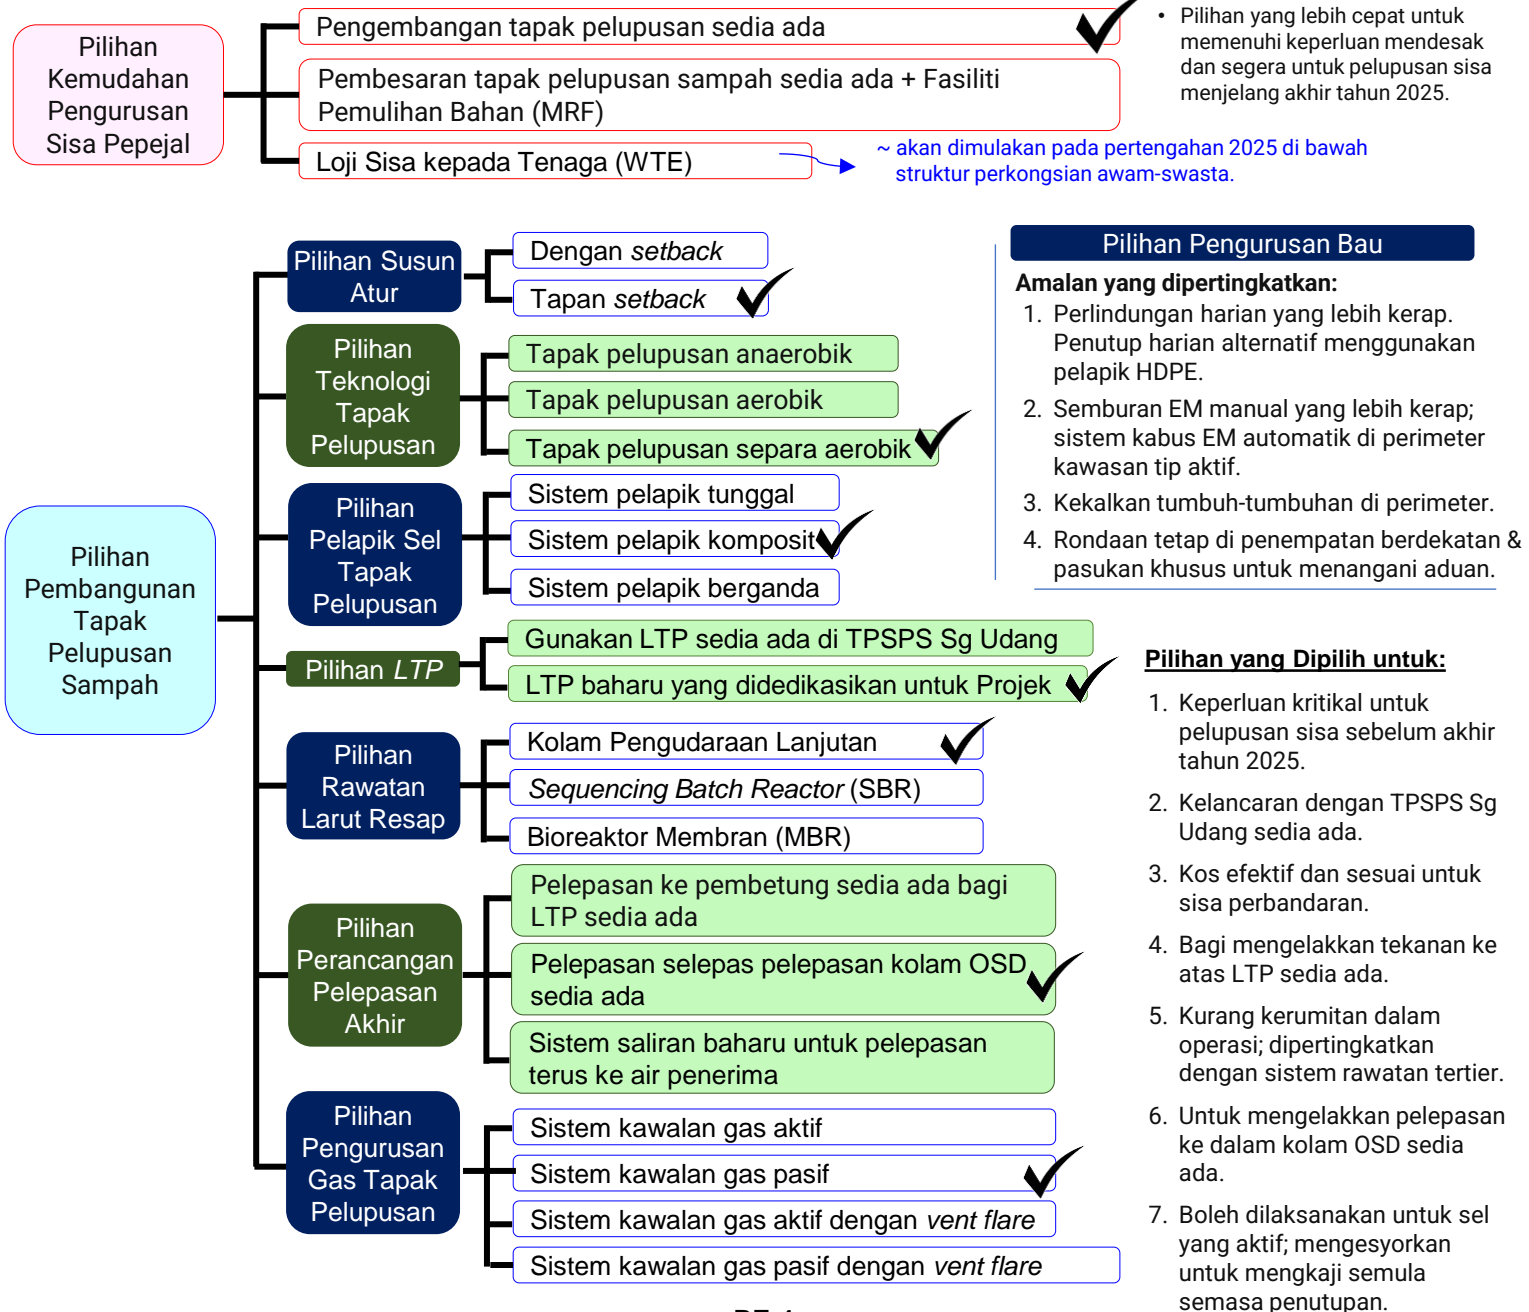 Pilihan
Kemudahan
Pengurusan
Sisa Pepejal
Pengembangan tapak pelupusan sedia ada
Pembesaran tapak pelupusan sampah sedia ada + Fasiliti
Pemulihan Bahan (MRF)
Loji Sisa kepada Tenaga (WTE)
• Pilihan yang lebih cepat untuk
memenuhi keperluan mendesak
dan segera untuk pelupusan sisa
menjelang akhir tahun 2025.
~ akan dimulakan pada pertengahan 2025 di bawah
struktur perkongsian awam-swasta.
Pilihan
Pembangunan
Tapak
Pelupusan
Sampah
Pilihan Susun
Atur
Dengan setback
Tapan setback
Pilihan
Teknologi
Tapak
Pelupusan
Tapak pelupusan anaerobik
Tapak pelupusan aerobik
Tapak pelupusan separa aerobik
Pilihan
Pelapik Sel
Tapak
Pelupusan
Sistem pelapik tunggal
Sistem pelapik komposit
Sistem pelapik berganda
Pilihan LTP
Gunakan LTP sedia ada di TPSPS Sg Udang
LTP baharu yang didedikasikan untuk Projek
Pilihan
Rawatan
Larut Resap
Kolam Pengudaraan Lanjutan
Sequencing Batch Reactor (SBR)
Bioreaktor Membran (MBR)
Pilihan
Perancangan
Pelepasan
Akhir
Pelepasan ke pembetung sedia ada bagi
LTP sedia ada
Pelepasan selepas pelepasan kolam OSD
sedia ada
Sistem saliran baharu untuk pelepasan
terus ke air penerima
Pilihan
Pengurusan
Gas Tapak
Pelupusan
Sistem kawalan gas aktif
Sistem kawalan gas pasif
Sistem kawalan gas aktif dengan vent flare
Sistem kawalan gas pasif dengan vent flare
Pilihan Pengurusan Bau
Amalan yang dipertingkatkan:
1. Perlindungan harian yang lebih kerap.
Penutup harian alternatif menggunakan
pelapik HDPE.
2. Semburan EM manual yang lebih kerap;
sistem kabus EM automatik di perimeter
kawasan tip aktif.
3. Kekalkan tumbuh-tumbuhan di perimeter.
4. Rondaan tetap di penempatan berdekatan &
pasukan khusus untuk menangani aduan.
Pilihan yang Dipilih untuk:
1. Keperluan kritikal untuk
pelupusan sisa sebelum akhir
tahun 2025.
2. Kelancaran dengan TPSPS Sg
Udang sedia ada.
3. Kos efektif dan sesuai untuk
sisa perbandaran.
4. Bagi mengelakkan tekanan ke
atas LTP sedia ada.
5. Kurang kerumitan dalam
operasi; dipertingkatkan
dengan sistem rawatan tertier.
6. Untuk mengelakkan pelepasan
ke dalam kolam OSD sedia
ada.
7. Boleh dilaksanakan untuk sel
yang aktif; mengesyorkan
untuk mengkaji semula
semasa penutupan.